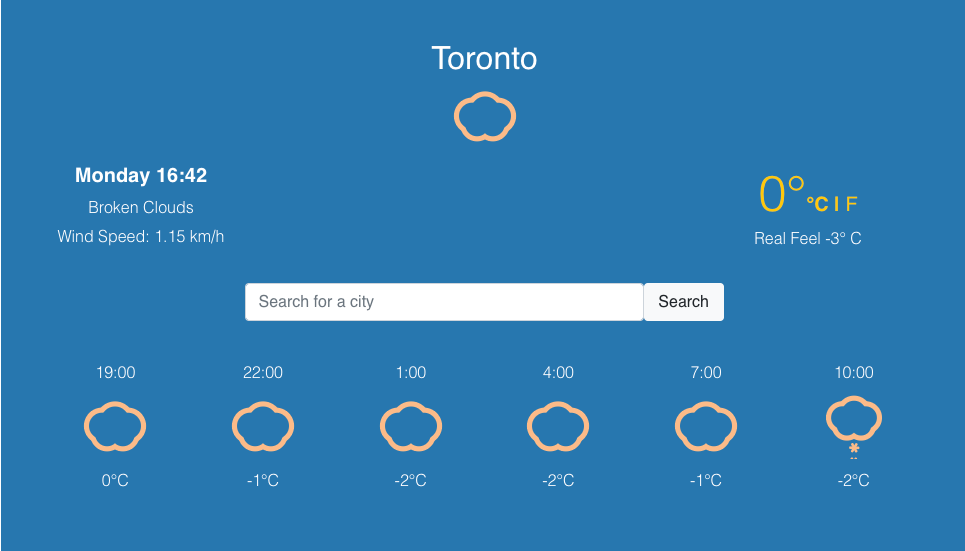 Toronto
Monday 16:42
Broken Clouds
Wind Speed: 1.15 km/h
0° °C I F
Real Feel -3° C
Search for a city
Search
19:00 22:00 1:00 4:00 7:00 10:00
0°C -1°C -2°C -2°C -1°C -2°C